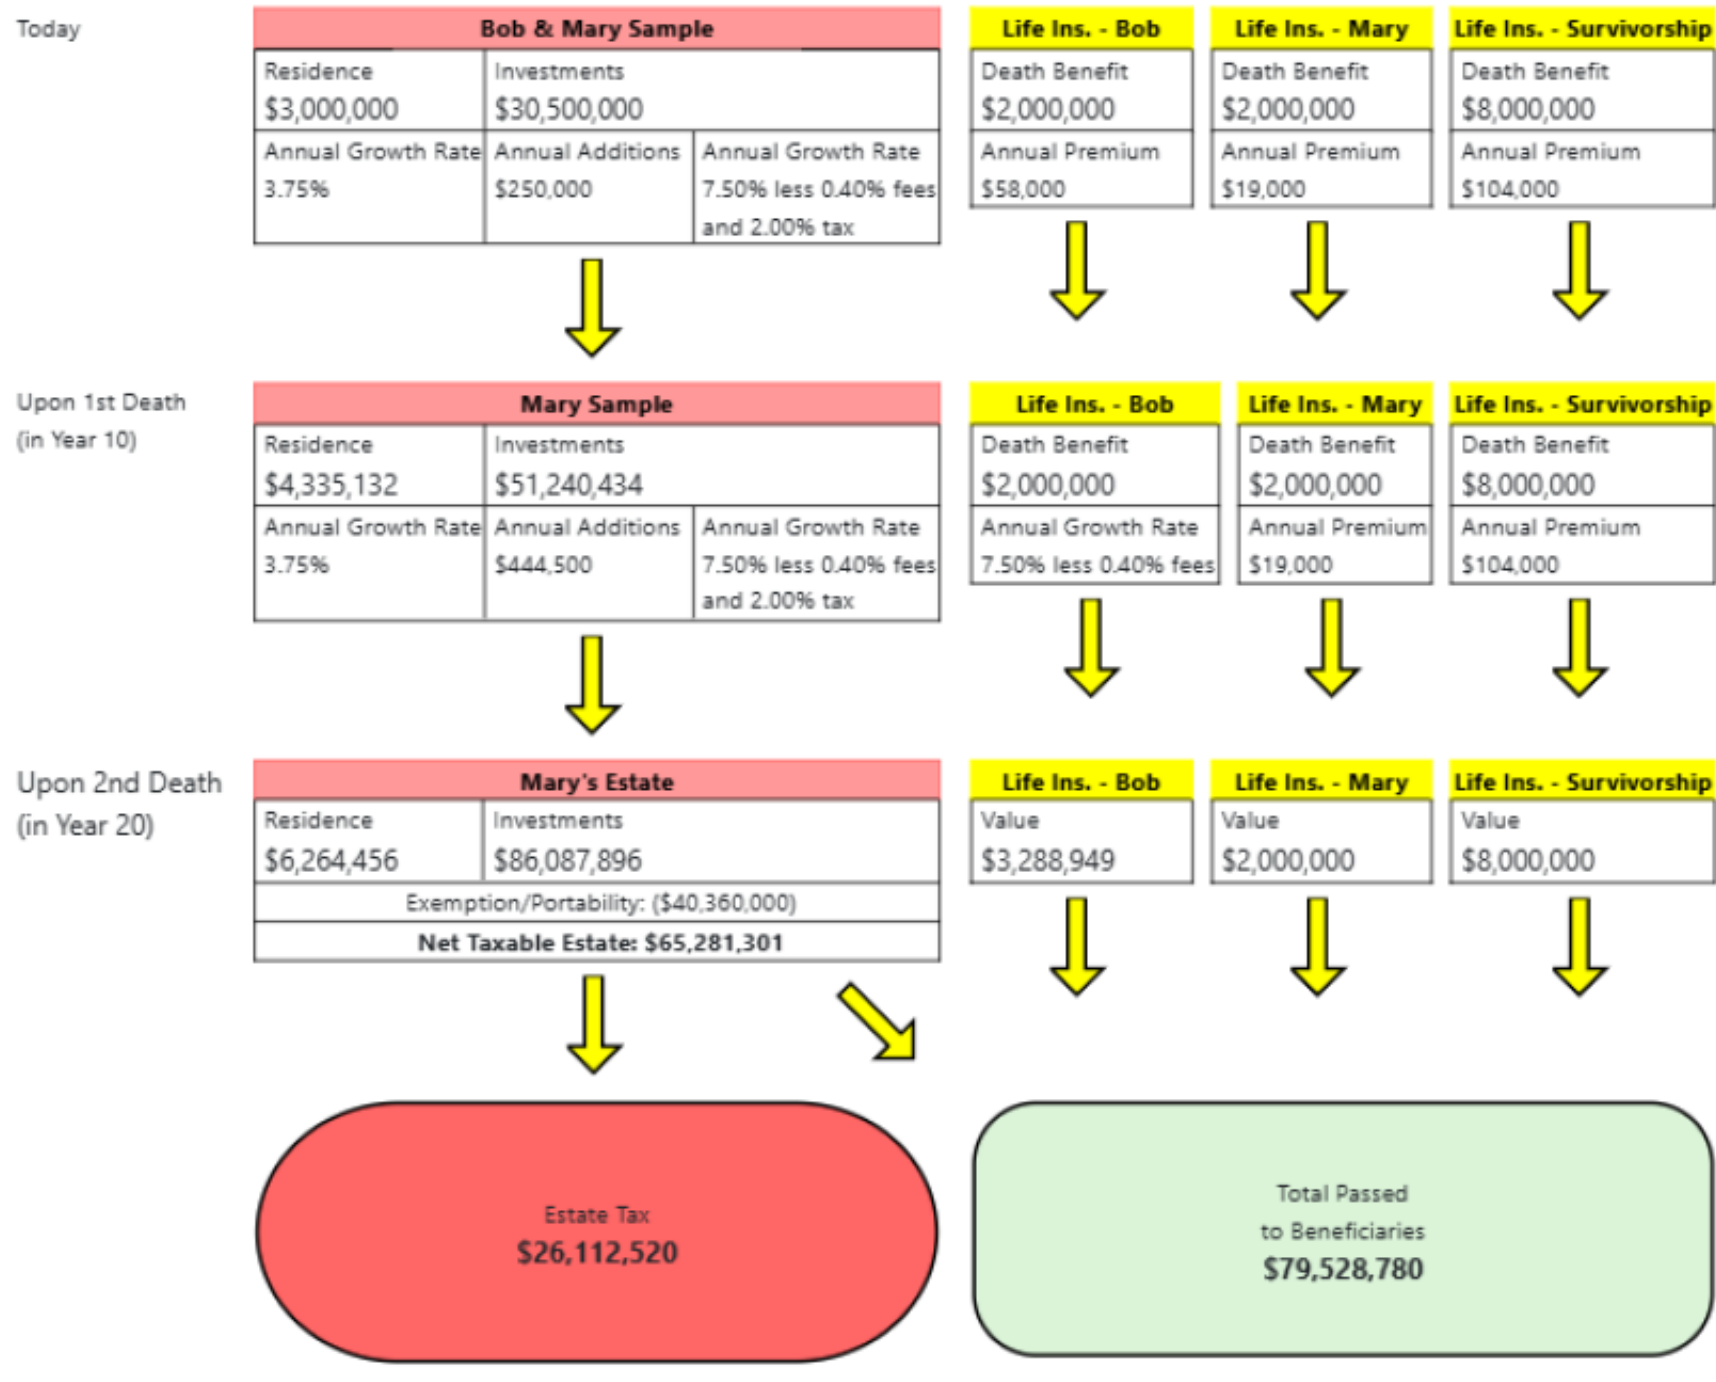 Today
Bob & Mary Sample
Residence
$3,000,000
Investments
$30,500,000
Annual Growth Rate
3.75%
Annual Additions
$250,000
Annual Growth Rate
7.50% less 0.40% fees
and 2.00% tax
Life Ins. - Bob
Death Benefit
$2,000,000
Annual Premium
$58,000
Life Ins. - Mary
Death Benefit
$2,000,000
Annual Premium
$19,000
Life Ins. - Survivorship
Death Benefit
$8,000,000
Annual Premium
$104,000
Upon 1st Death
(in Year 10)
Mary Sample
Residence
$4,335,132
Investments
$51,240,434
Annual Growth Rate
3.75%
Annual Additions
$444,500
Annual Growth Rate
7.50% less 0.40% fees
and 2.00% tax
Life Ins. - Bob
Death Benefit
$2,000,000
Annual Growth Rate
7.50% less 0.40% fees
Life Ins. - Mary
Death Benefit
$2,000,000
Annual Premium
$19,000
Life Ins. - Survivorship
Death Benefit
$8,000,000
Annual Premium
$104,000
Upon 2nd Death
(in Year 20)
Mary's Estate
Residence
$6,264,456
Investments
$86,087,896
Exemption/Portability: ($40,360,000)
Net Taxable Estate: $65,281,301
Life Ins. - Bob
Value
$3,288,949
Life Ins. - Mary
Value
$2,000,000
Life Ins. - Survivorship
Value
$8,000,000
Estate Tax
$26,112,520
Total Passed
to Beneficiaries
$79,528,780